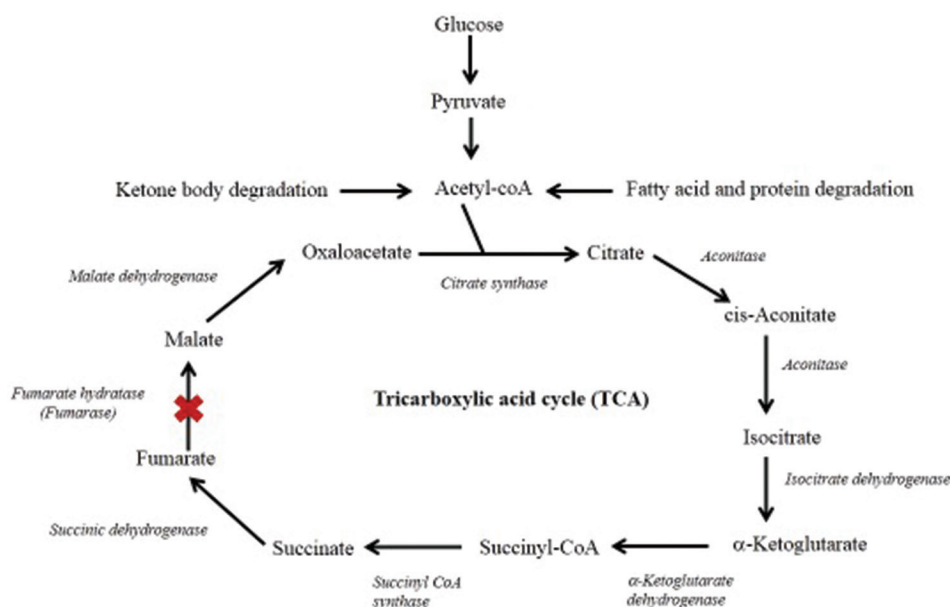 Glucose
Pyruvate
Ketone body degradation
Acetyl-coA
Fatty acid and protein degradation
Oxaloacetate
Citrate
Malate dehydrogenase
Citrate synthase
Aconitase
cis-Aconitate
Malate
Aconitase
Fumarate hydratase
(Fumarase)
Tricarboxylic acid cycle (TCA)
Isocitrate
Fumarate
Isocitrate dehydrogenase
Succinic dehydrogenase
Succinate
Succinyl-CoA
α-Ketoglutarate
Succinyl CoA
synthase
α-Ketoglutarate
dehydrogenase